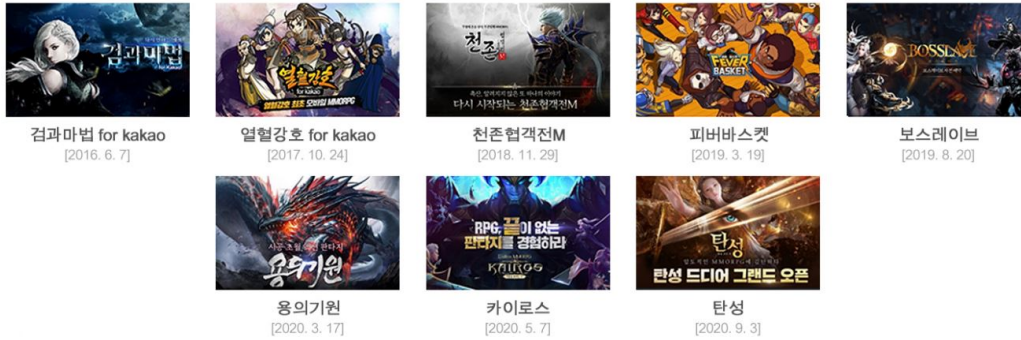 검과마법
for kakao
열혈강호
for kakao
열혈강호 최초 모바일 MMORPG
천존
다시 시작되는 천존협객전M
FEVER
BASKET
BOSSLAVE
검과마법 for kakao
열혈강호 for kakao
천존협객전M
피버바스켓
보스레이브
[2016. 6. 7]
[2017. 10. 24]
[2018. 11. 29]
[2019. 3. 19]
[2019. 8. 20]
용의기원
RPG, 끝이 없는
판타지를 경험하라
KAIROS
탄성
탄성 드디어 그랜드 오픈
용의기원
카이로스
탄성
[2020. 3. 17]
[2020. 5. 7]
[2020. 9. 3]